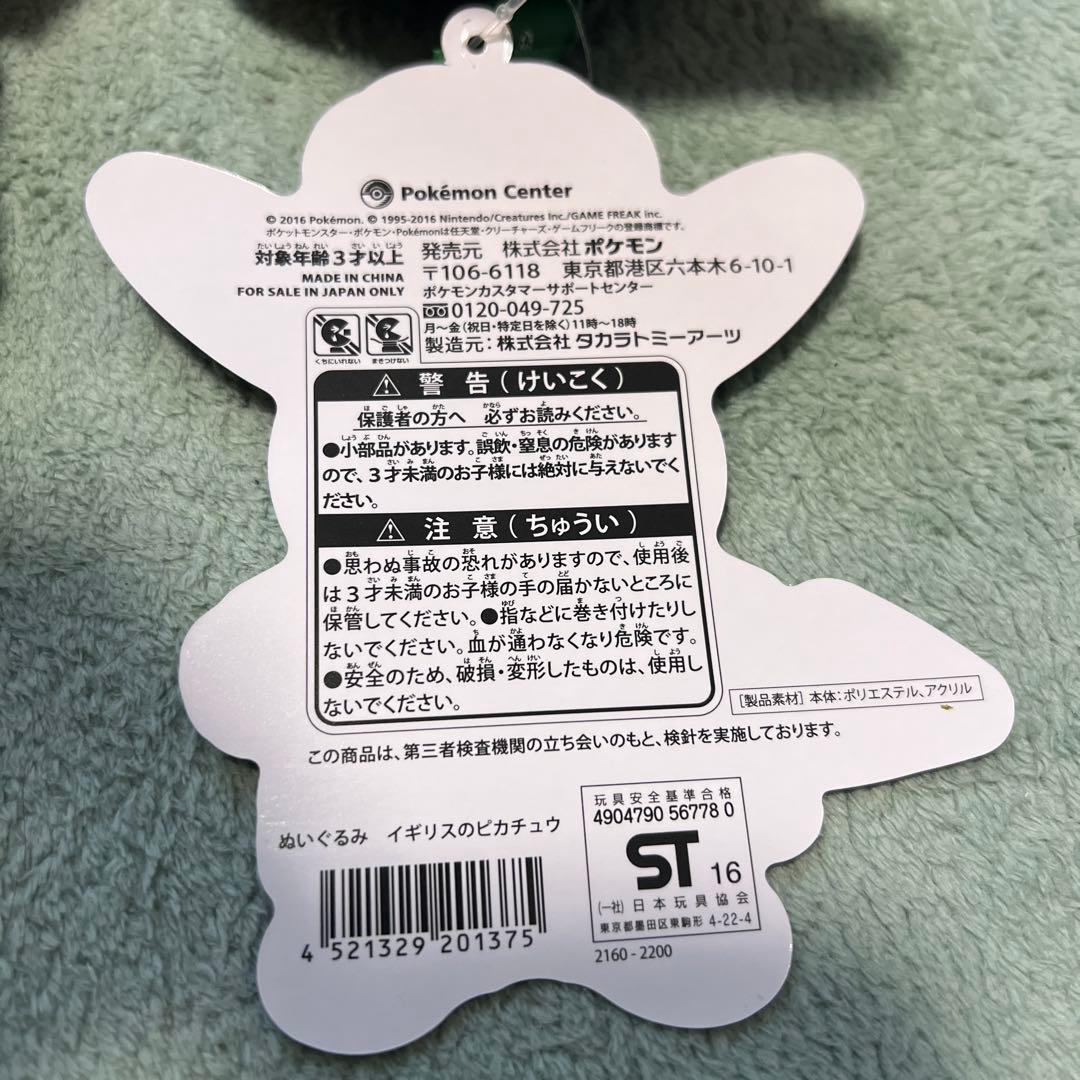 Pokémon Center
© 2016 Pokémon. © 1995-2016 Nintendo/Creatures Inc./GAME FREAK inc.
ポケットモンスター・ポケモン・Pokémonは任天堂・クリーチャーズ・ゲームフリークの登録商標です。
対象年齢3才以上
MADE IN CHINA
FOR SALE IN JAPAN ONLY
発売元 株式会社 ポケモン
〒106-6118 東京都港区六本木6-10-1
ポケモンカスタマーサポートセンター
0120-049-725
月〜金(祝日・特定日を除く)11時〜18時
製造元:株式会社 タカラトミーアーツ
くちにいれない
まきつけない
警告(けいこく)
保護者の方へ 必ずお読みください。
●小部品があります。誤飲・窒息の危険があります
ので、3才未満のお子様には絶対に与えないでく
ださい。
注意(ちゅうい)
●思わぬ事故の恐れがありますので、使用後
は3才未満のお子様の手の届かないところに
保管してください。●指などに巻き付けたりし
ないでください。血が通わなくなり危険です。
●安全のため、破損・変形したものは、使用し
ないでください。
[製品素材] 本体:ポリエステル、アクリル
この商品は、第三者検査機関の立ち会いのもと、検針を実施しております。
ぬいぐるみ イギリスのピカチュウ
4 521329 201375
玩具安全基準合格
4904790 56778 0
ST 16
(一社) 日本玩具協会
東京都墨田区東駒形 4-22-4
2160-2200